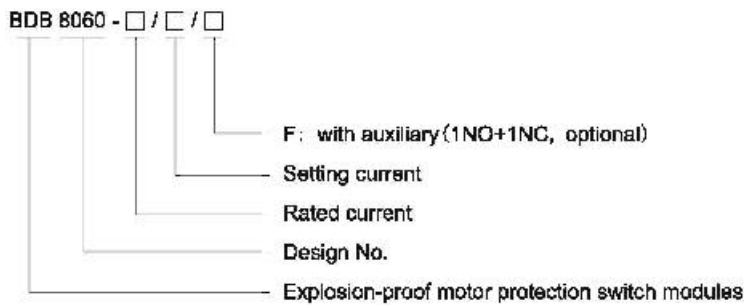 BDB 8060 - □ / □ / □
F: with auxiliary (1NO+1NC, optional)
Setting current
Rated current
Design No.
Explosion-proof motor protection switch modules